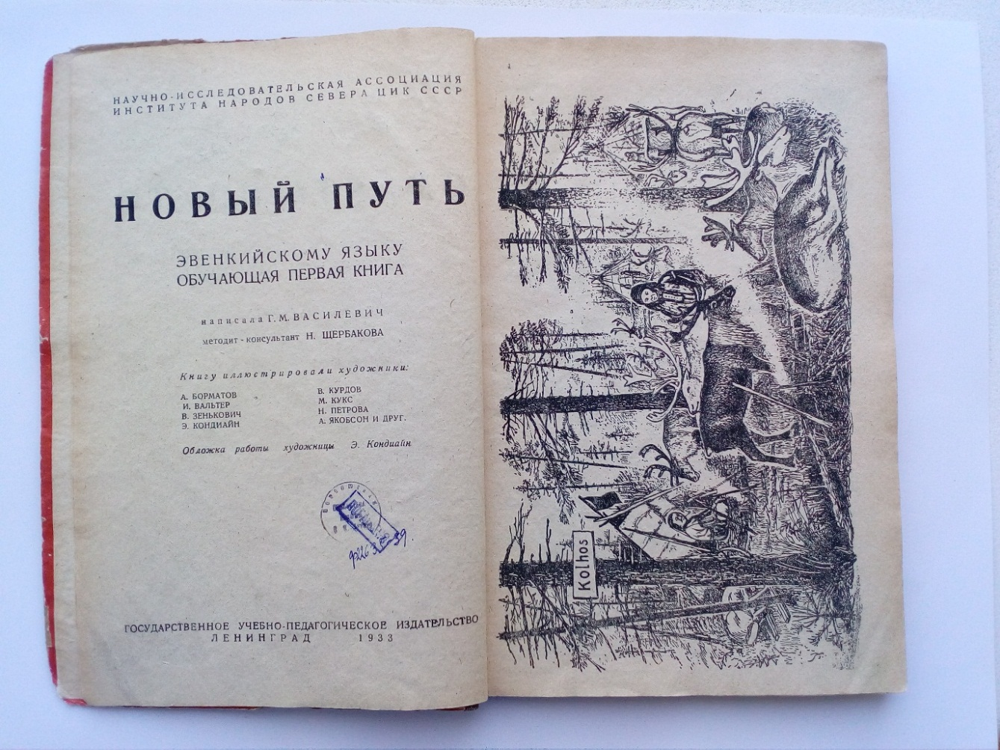 НАУЧНО-ИССЛЕДОВАТЕЛЬСКАЯ АССОЦИАЦИЯ
ИНСТИТУТА НАРОДОВ СЕВЕРА ЦИК СССР
НОВЫЙ ПУТЬ
ЭВЕНКИЙСКОМУ ЯЗЫКУ
ОБУЧАЮЩАЯ ПЕРВАЯ КНИГА
написала Г. М. ВАСИЛЕВИЧ
методит-консультант Н. ЩЕРБАКОВА
Книгу иллюстрировали художники:
А. БОРМАТОВ
И. ВАЛЬТЕР
В. ЗЕНЬКОВИЧ
Э. КОНДИАЙН
В. КУРДОВ
М. КУКС
Н. ПЕТРОВА
А. ЯКОБСОН И ДРУГ.
Обложка работы художницы Э. Кондиайн
ГОСУДАРСТВЕННОЕ УЧЕБНО-ПЕДАГОГИЧЕСКОЕ ИЗДАТЕЛЬСТВО
ЛЕНИНГРАД 1933
4
Kolhos